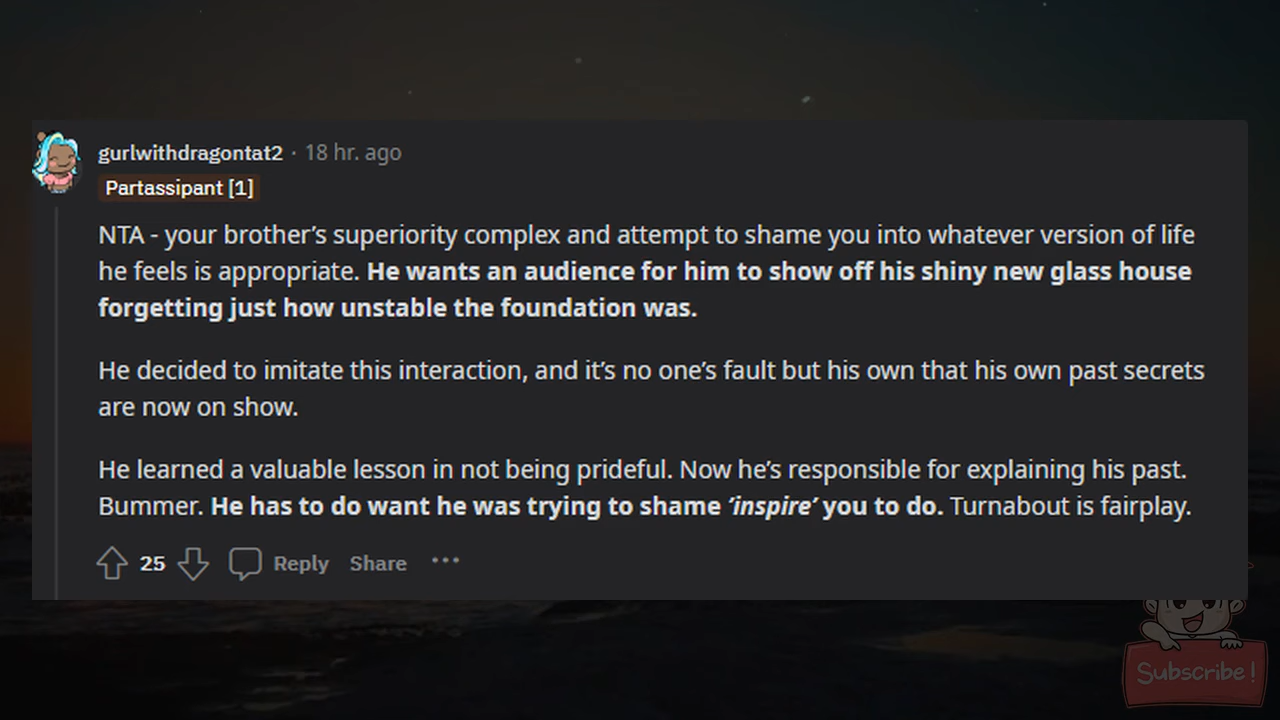 gurlwithdragontat2 · 18 hr. ago
Partassipant [1]
NTA - your brother’s superiority complex and attempt to shame you into whatever version of life
he feels is appropriate. He wants an audience for him to show off his shiny new glass house
forgetting just how unstable the foundation was.
He decided to imitate this interaction, and it’s no one’s fault but his own that his own past secrets
are now on show.
He learned a valuable lesson in not being prideful. Now he’s responsible for explaining his past.
Bummer. He has to do want he was trying to shame ‘inspire’ you to do. Turnabout is fairplay.
25 Reply Share ···
Subscribe!